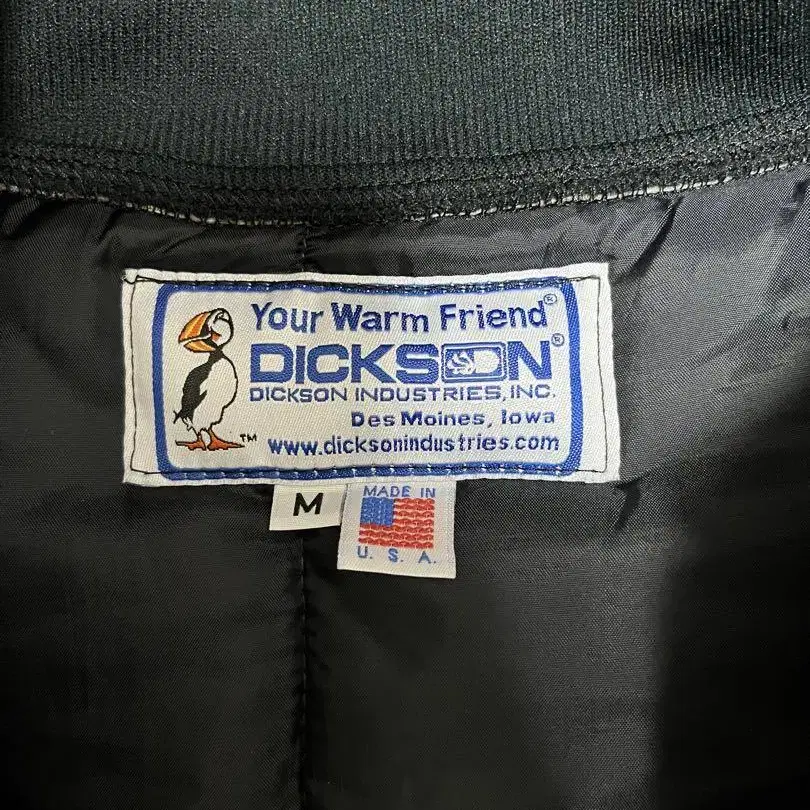 Your Warm Friend®
DICKSON®
DICKSON INDUSTRIES, INC.
Des Moines, Iowa
™ www.dicksonindustries.com
M
MADE IN
U. S. A.